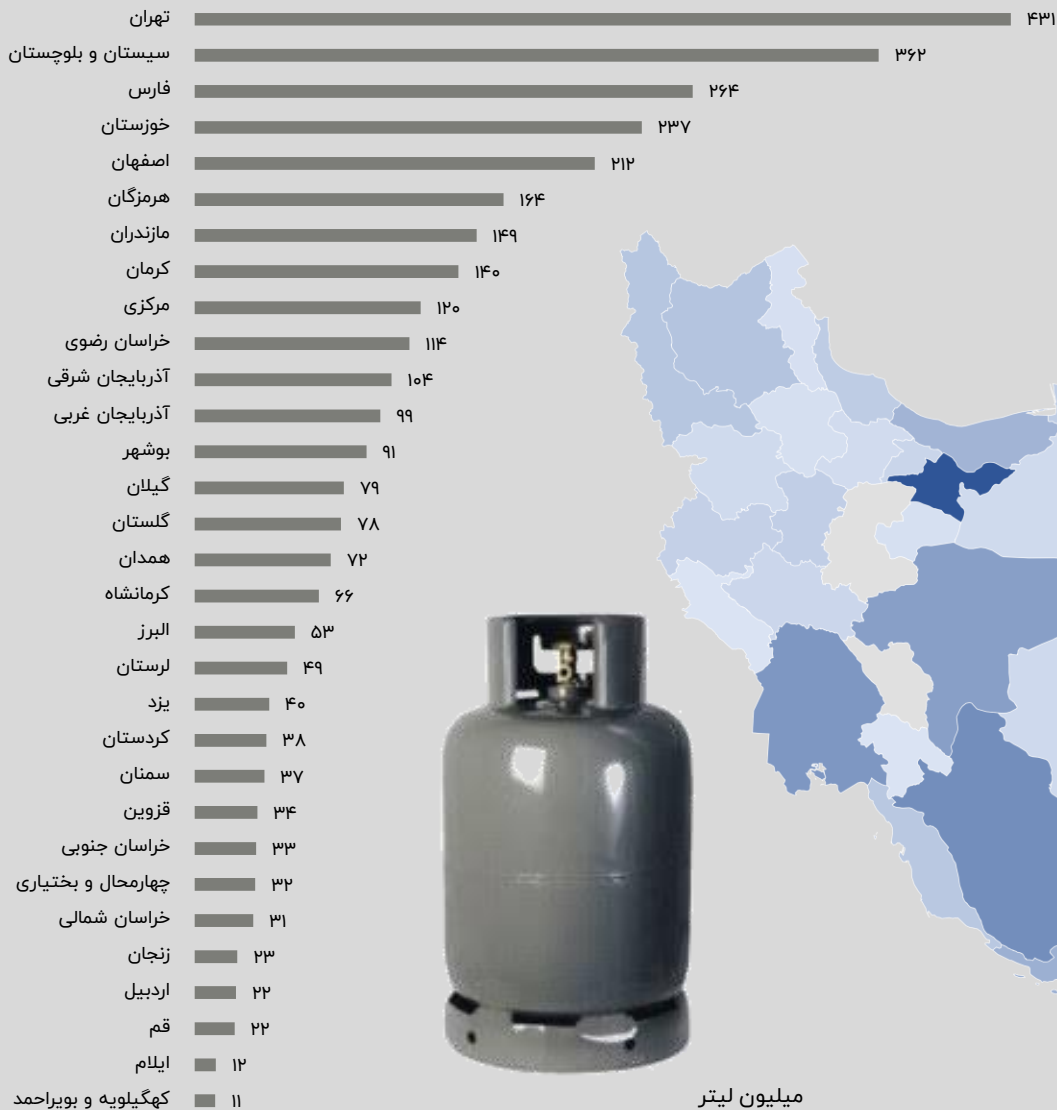 تهران ۴۳۱
سیستان و بلوچستان ۳۶۲
فارس ۲۶۴
خوزستان ۲۳۷
اصفهان ۲۱۲
هرمزگان ۱۶۴
مازندران ۱۴۹
کرمان ۱۴۰
مرکزی ۱۲۰
خراسان رضوی ۱۱۴
آذربایجان شرقی ۱۰۴
آذربایجان غربی ۹۹
بوشهر ۹۱
گیلان ۷۹
گلستان ۷۸
همدان ۷۲
کرمانشاه ۶۶
البرز ۵۳
لرستان ۴۹
یزد ۴۰
کردستان ۳۸
سمنان ۳۷
قزوین ۳۴
خراسان جنوبی ۳۳
چهارمحال و بختیاری ۳۲
خراسان شمالی ۳۱
زنجان ۲۳
اردبیل ۲۲
قم ۲۲
ایلام ۱۲
کهگیلویه و بویراحمد ۱۱
میلیون لیتر